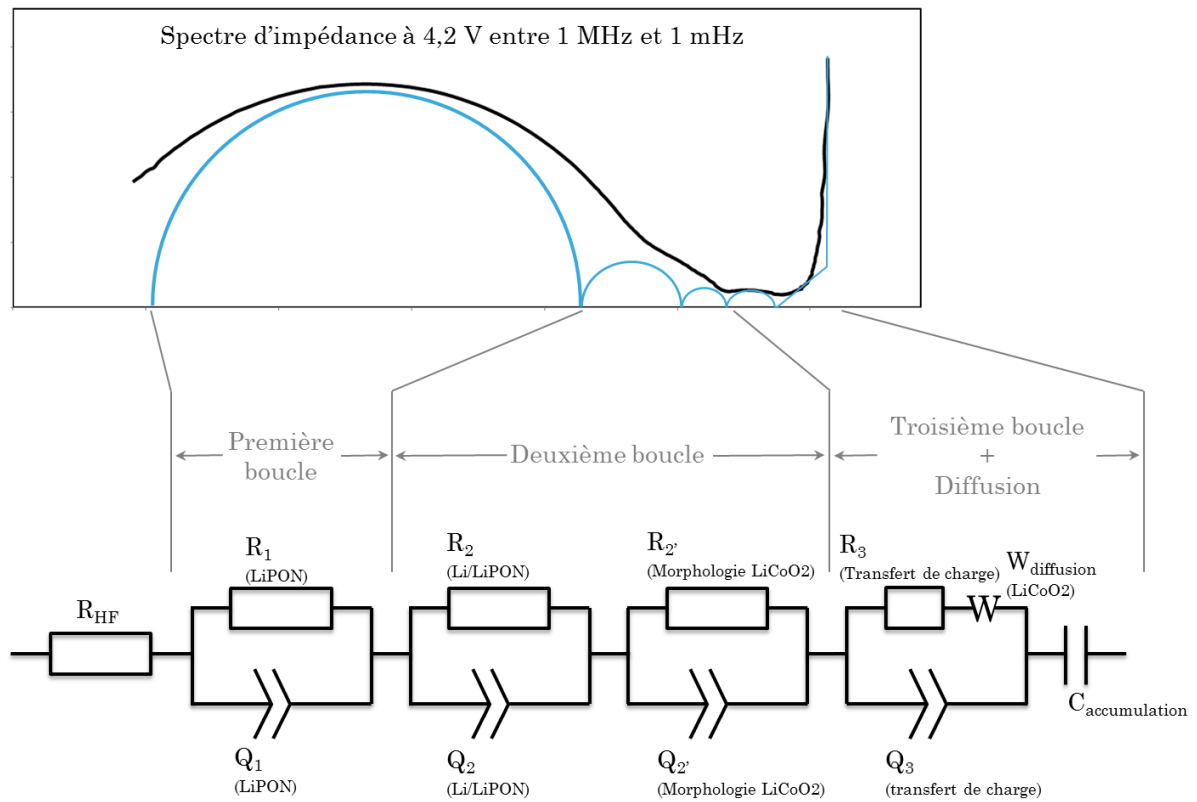 Spectre d'impédance à 4,2 V entre 1 MHz et 1 mHz
Première
boucle
Deuxième boucle
Troisième boucle
+
Diffusion
R1
(LiPON)
R2
(Li/LiPON)
R2'
(Morphologie LiCoO2)
R3
(Transfert de charge)
Wdiffusion
(LiCoO2)
RHF
W
Q1
(LiPON)
Q2
(Li/LiPON)
Q2'
(Morphologie LiCoO2)
Q3
(transfert de charge)
Caccumulation